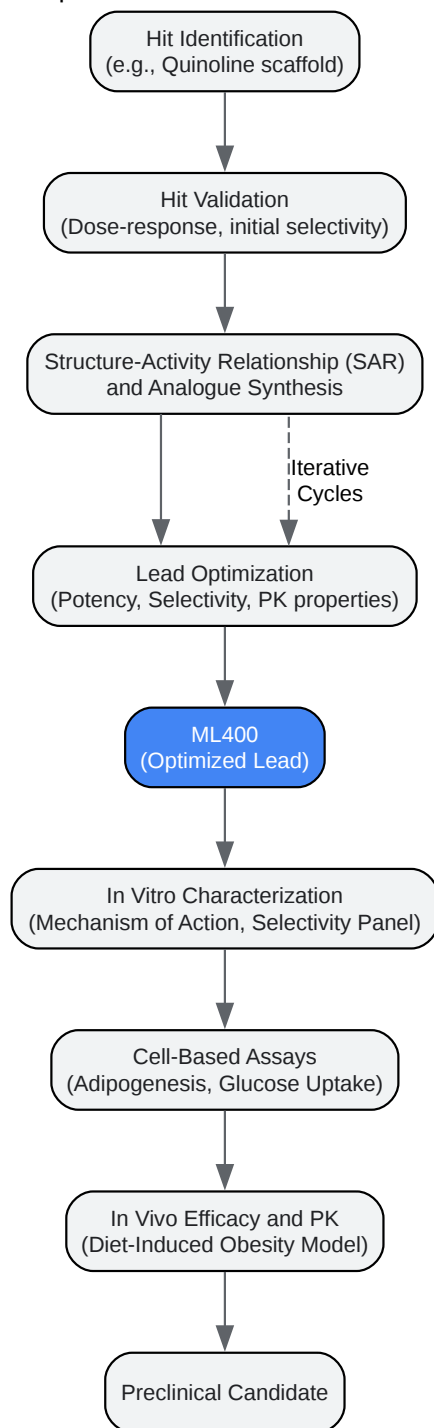 Hit Identification
(e.g., Quinoline scaffold)
Hit Validation
(Dose-response, initial selectivity)
Structure-Activity Relationship (SAR)
and Analogue Synthesis
Iterative
Cycles
Lead Optimization
(Potency, Selectivity, PK properties)
ML400
(Optimized Lead)
In Vitro Characterization
(Mechanism of Action, Selectivity Panel)
Cell-Based Assays
(Adipogenesis, Glucose Uptake)
In Vivo Efficacy and PK
(Diet-Induced Obesity Model)
Preclinical Candidate